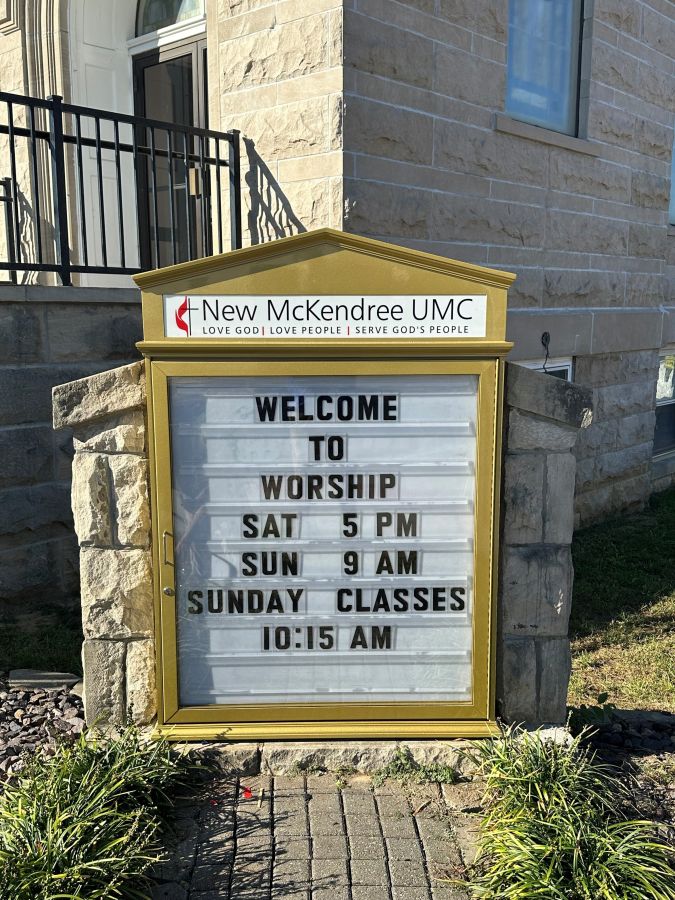 New McKendree UMC
LOVE GOD| LOVE PEOPLE | SERVE GOD'S PEOPLE
WELCOME
TO
WORSHIP
SAT 5 PM
SUN 9 AM
SUNDAY CLASSES
10:15 AM